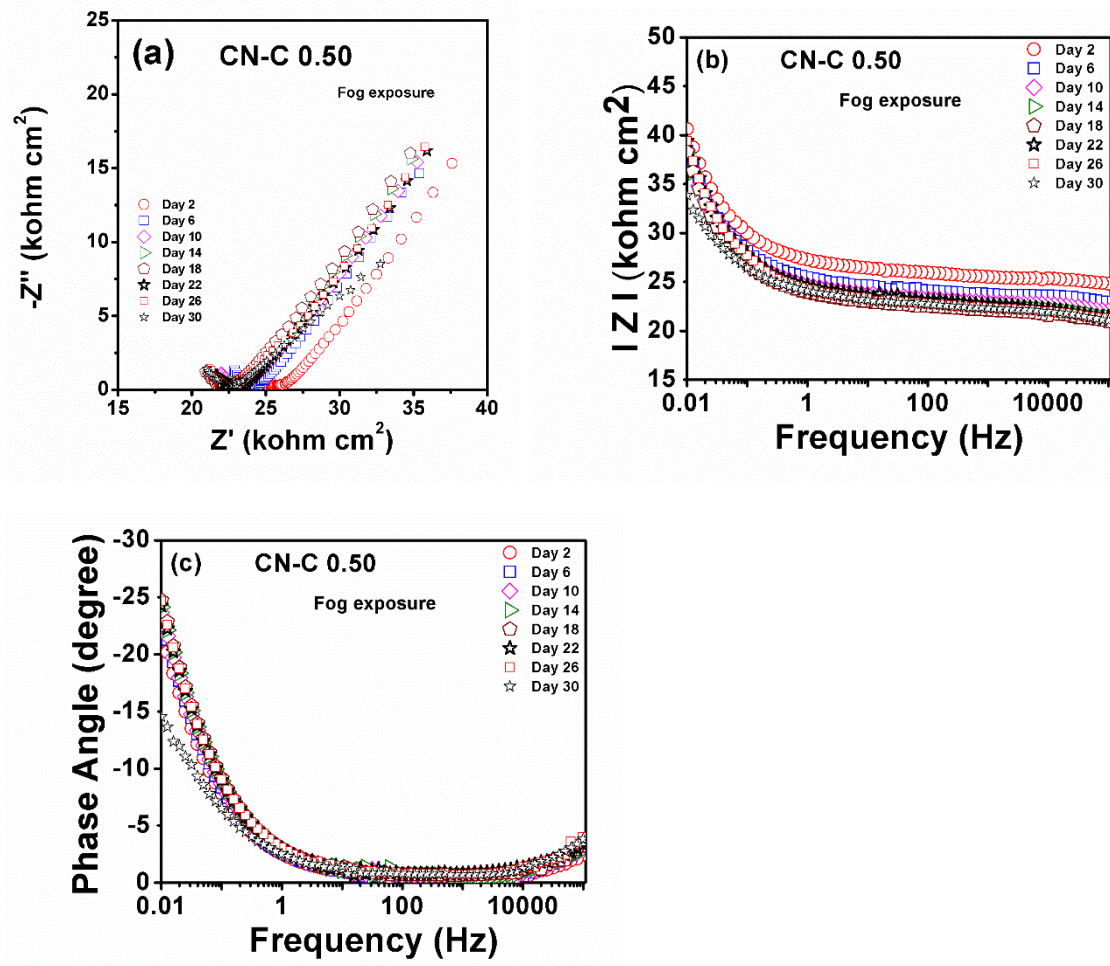 (a) CN-C 0.50
Fog exposure
Day 2
Day 6
Day 10
Day 14
Day 18
Day 22
Day 26
Day 30
-Z'' (kohm cm²)
25
20
15
10
5
0
15 20 25 30 35 40
Z' (kohm cm²)
(b) CN-C 0.50
Fog exposure
Day 2
Day 6
Day 10
Day 14
Day 18
Day 22
Day 26
Day 30
I Z I (kohm cm²)
50
45
40
35
30
25
20
15
0.01 1 100 10000
Frequency (Hz)
(c) CN-C 0.50
Fog exposure
Day 2
Day 6
Day 10
Day 14
Day 18
Day 22
Day 26
Day 30
Phase Angle (degree)
-30
-25
-20
-15
-10
-5
0
0.01 1 100 10000
Frequency (Hz)